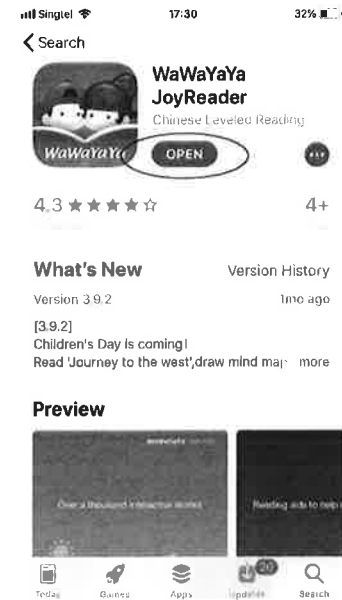 Singtel 17:30 32%
Search
WaWaYaYa
JoyReader
Chinese Leveled Reading
WaWaYaYa
OPEN
4.3 4+
What's New Version History
Version 3.9.2 1mo ago
[3.9.2]
Children's Day is coming!
Read 'Journey to the west',draw mind map more
Preview
Over a thousand interactive stories
Reading aids to help
20
Today Games Apps Updates Search